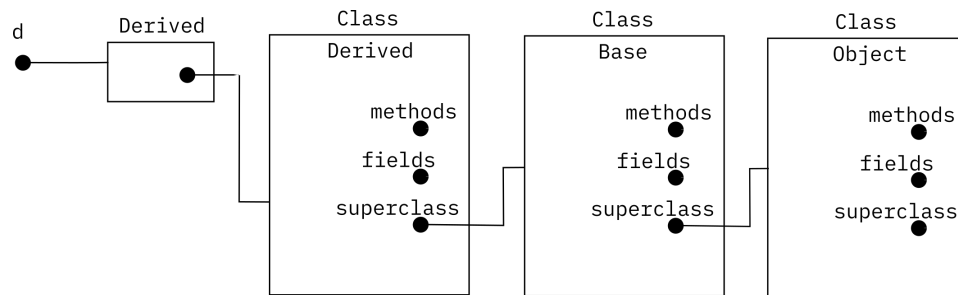 d
Derived
Class
Derived
methods
fields
superclass
Class
Base
methods
fields
superclass
Class
Object
methods
fields
superclass